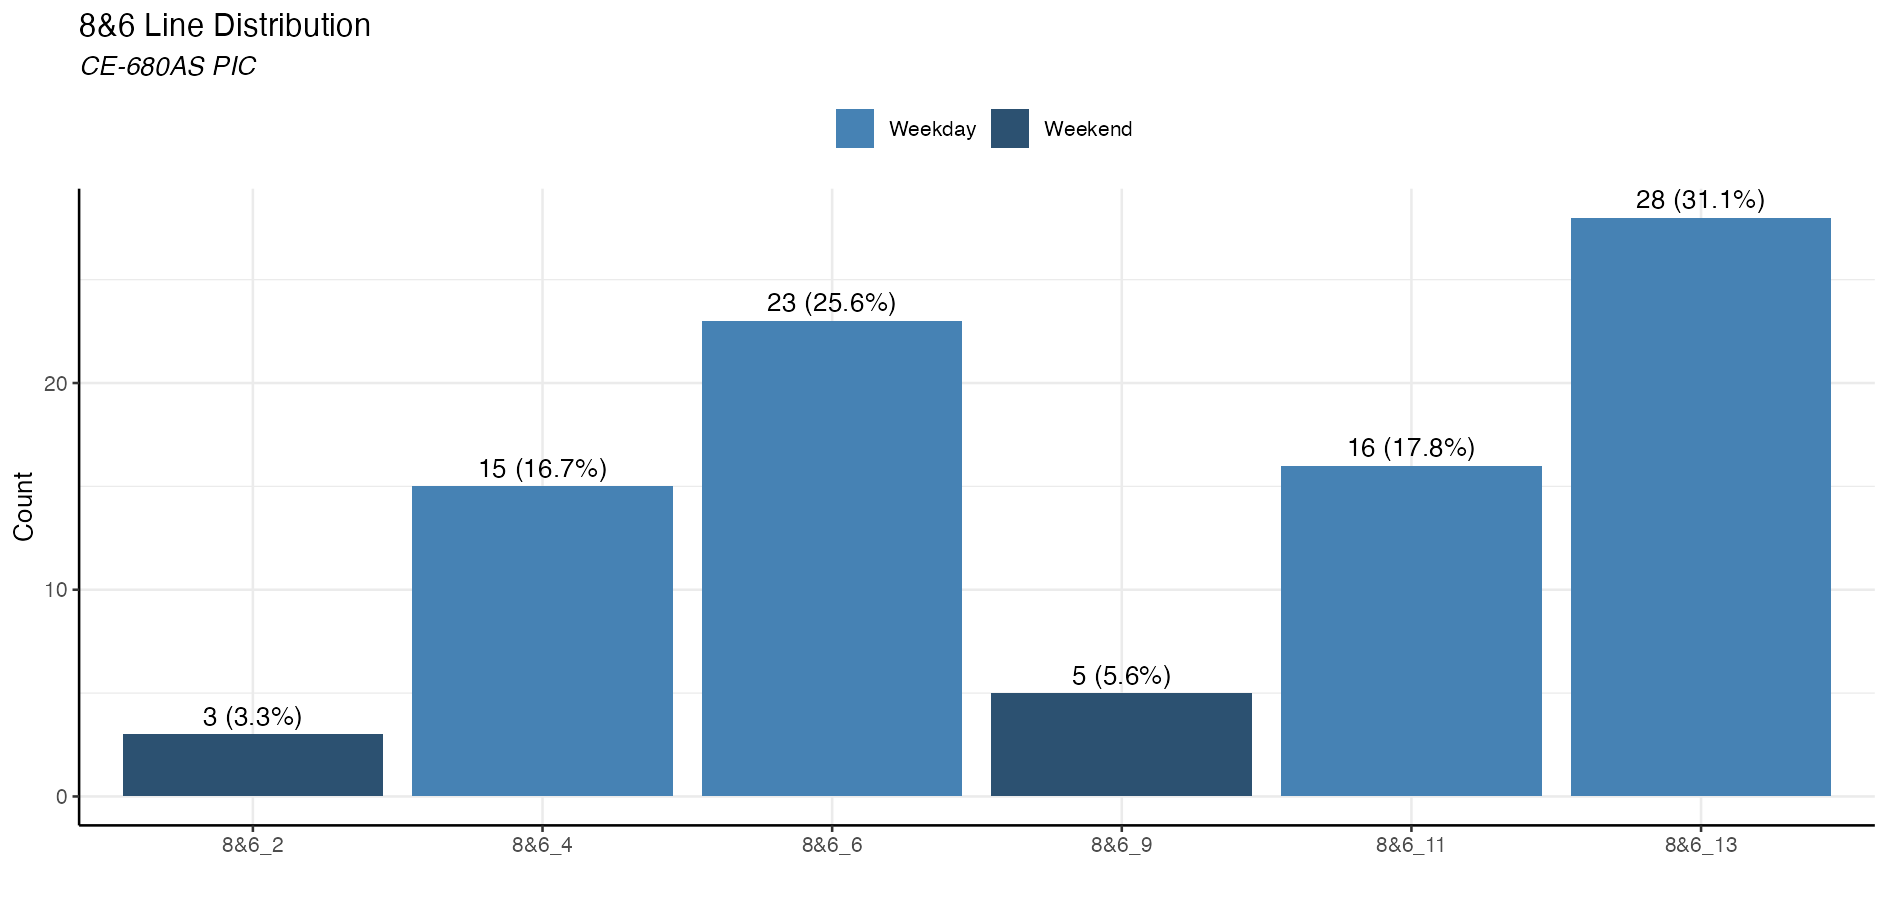 8&6 Line Distribution
CE-680AS PIC
Weekday Weekend
28 (31.1%)
23 (25.6%)
15 (16.7%)
16 (17.8%)
5 (5.6%)
3 (3.3%)
Count
20
10
0
8&6_2 8&6_4 8&6_6 8&6_9 8&6_11 8&6_13